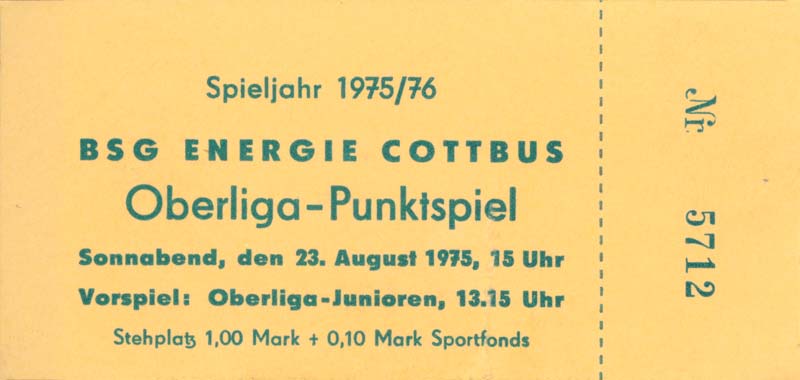 Spieljahr 1975/76
BSG ENERGIE COTTBUS
Oberliga-Punktspiel
Sonnabend, den 23. August 1975, 15 Uhr
Vorspiel: Oberliga-Junioren, 13.15 Uhr
Stehplatz 1,00 Mark + 0,10 Mark Sportfonds
Nr. 5712